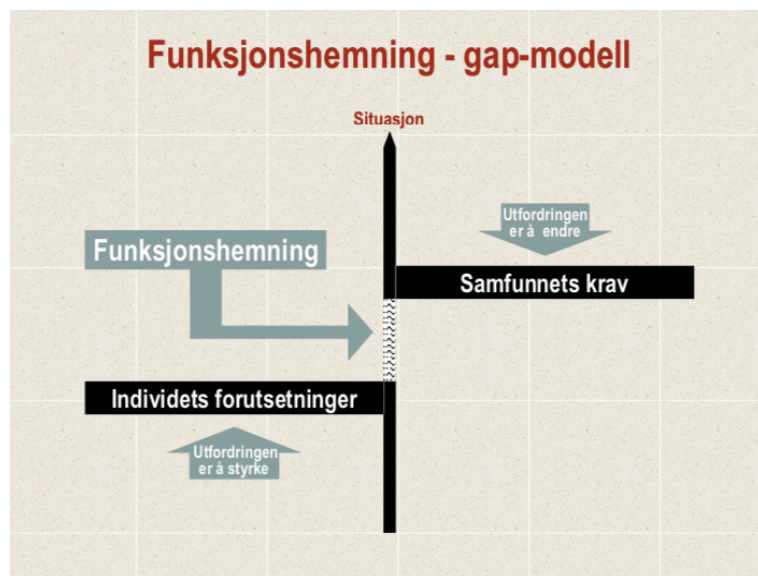 Funksjonshemning - gap-modell
Situasjon
Utfordringen
er å endre
Funksjonshemning
Samfunnets krav
Individets forutsetninger
Utfordringen
er å styrke